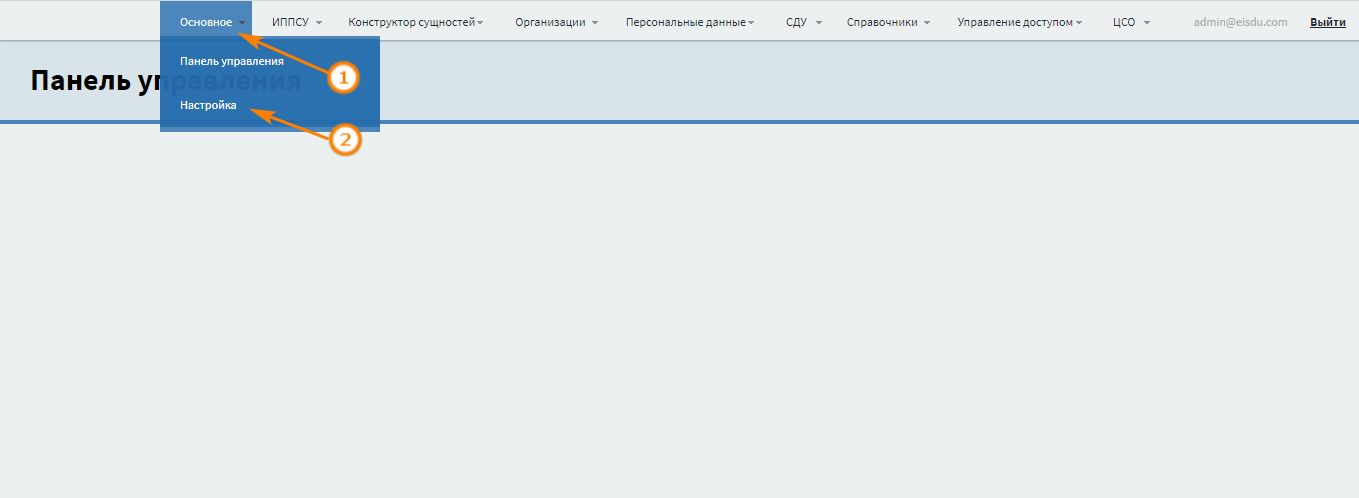 Основное ИППСУ Конструктор сущностей Организации Персональные данные СДУ Справочники Управление доступом ЦСО admin@eisdu.com Выйти
Панель управления
1
Панель управления
Настройка
2